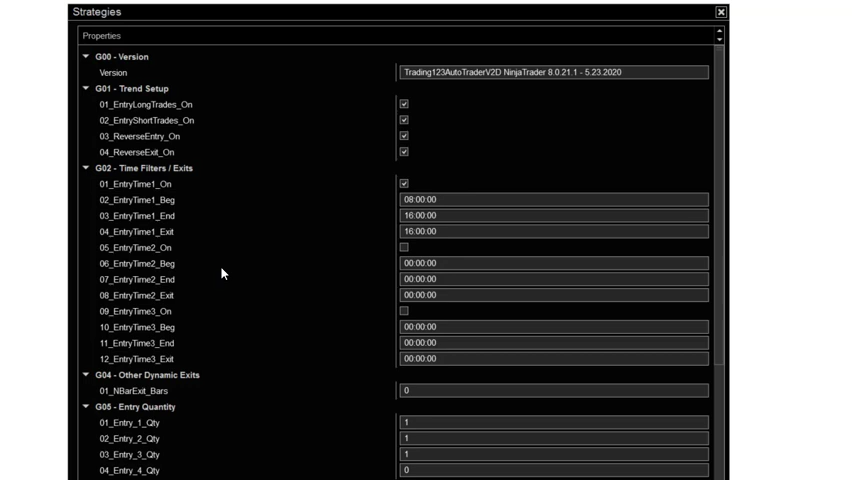 Strategies
Properties
G00 - Version
Version Trading123AutoTraderV2D NinjaTrader 8.0.21.1 - 5.23.2020
G01 - Trend Setup
01_EntryLongTrades_On
02_EntryShortTrades_On
03_ReverseEntry_On
04_ReverseExit_On
G02 - Time Filters / Exits
01_EntryTime1_On
02_EntryTime1_Beg 08:00:00
03_EntryTime1_End 16:00:00
04_EntryTime1_Exit 16:00:00
05_EntryTime2_On
06_EntryTime2_Beg 00:00:00
07_EntryTime2_End 00:00:00
08_EntryTime2_Exit 00:00:00
09_EntryTime3_On
10_EntryTime3_Beg 00:00:00
11_EntryTime3_End 00:00:00
12_EntryTime3_Exit 00:00:00
G04 - Other Dynamic Exits
01_NBarExit_Bars 0
G05 - Entry Quantity
01_Entry_1_Qty 1
02_Entry_2_Qty 1
03_Entry_3_Qty 1
04_Entry_4_Qty 0